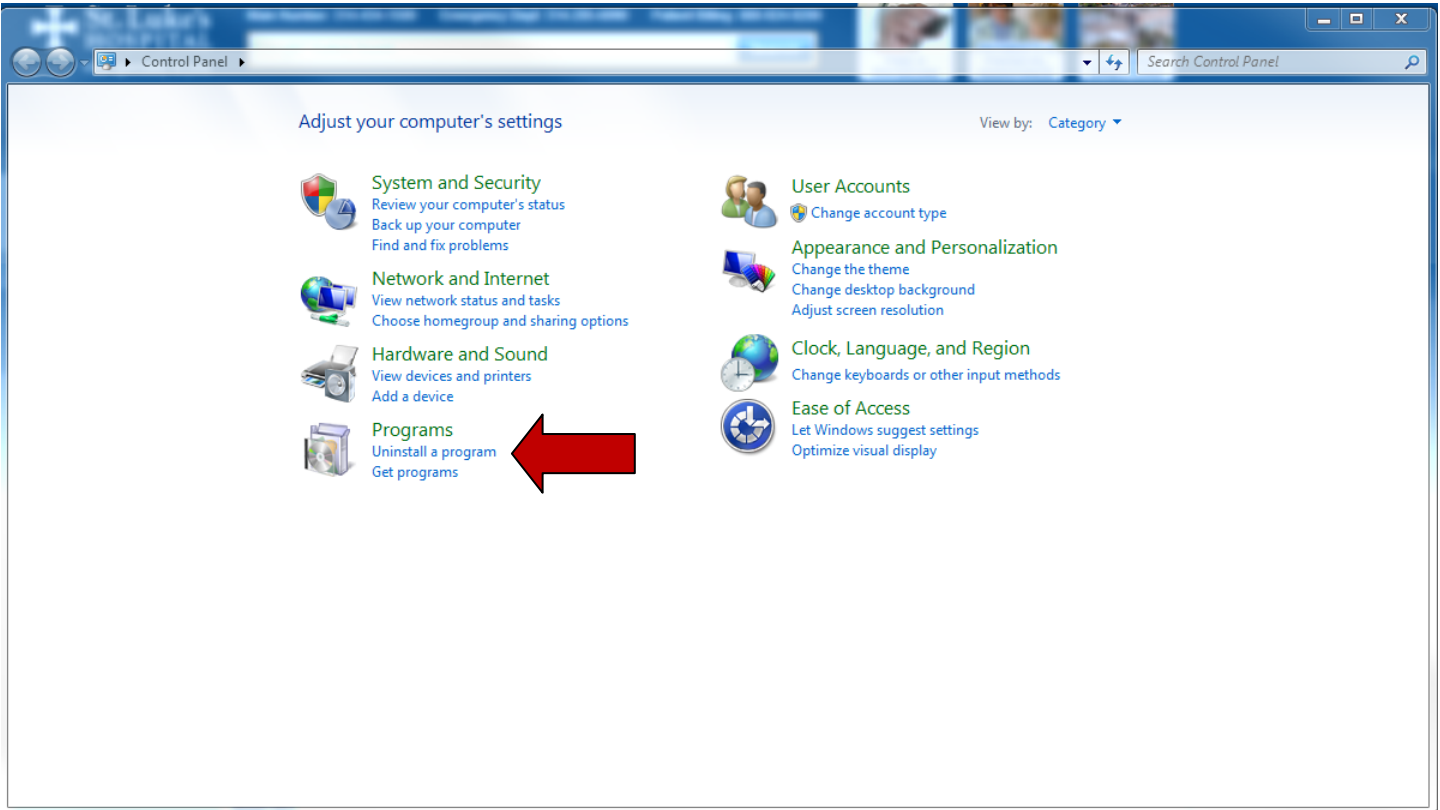 St. Luke's
HOSPITAL
Control Panel
Search Control Panel
Adjust your computer's settings
View by: Category
System and Security
Review your computer's status
Back up your computer
Find and fix problems
Network and Internet
View network status and tasks
Choose homegroup and sharing options
Hardware and Sound
View devices and printers
Add a device
Programs
Uninstall a program
Get programs
User Accounts
Change account type
Appearance and Personalization
Change the theme
Change desktop background
Adjust screen resolution
Clock, Language, and Region
Change keyboards or other input methods
Ease of Access
Let Windows suggest settings
Optimize visual display